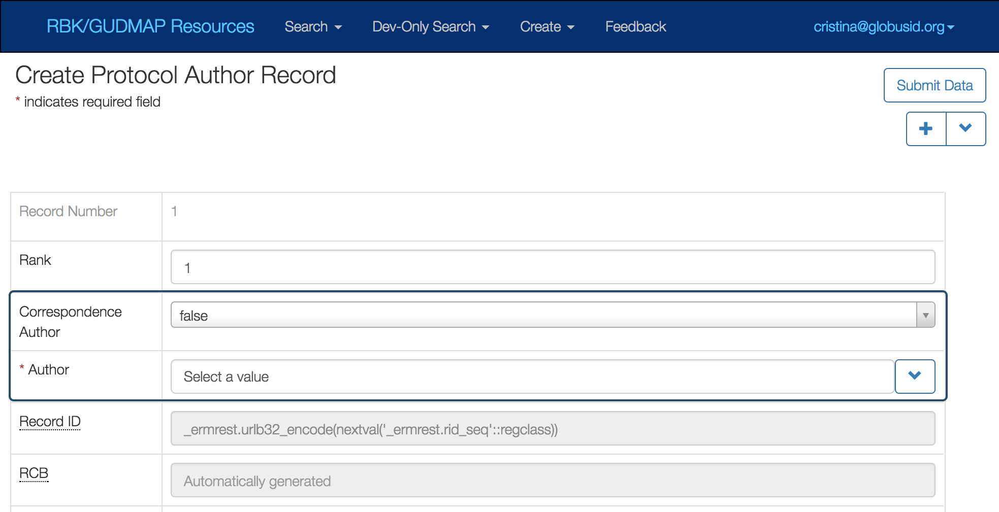 RBK/GUDMAP Resources Search Dev-Only Search Create Feedback cristina@globusid.org
Create Protocol Author Record
* indicates required field
Submit Data
Record Number 1
Rank 1
Correspondence
Author
false
* Author Select a value
Record ID _ermrest.urlb32_encode(nextval('_ermrest.rid_seq'::regclass))
RCB Automatically generated